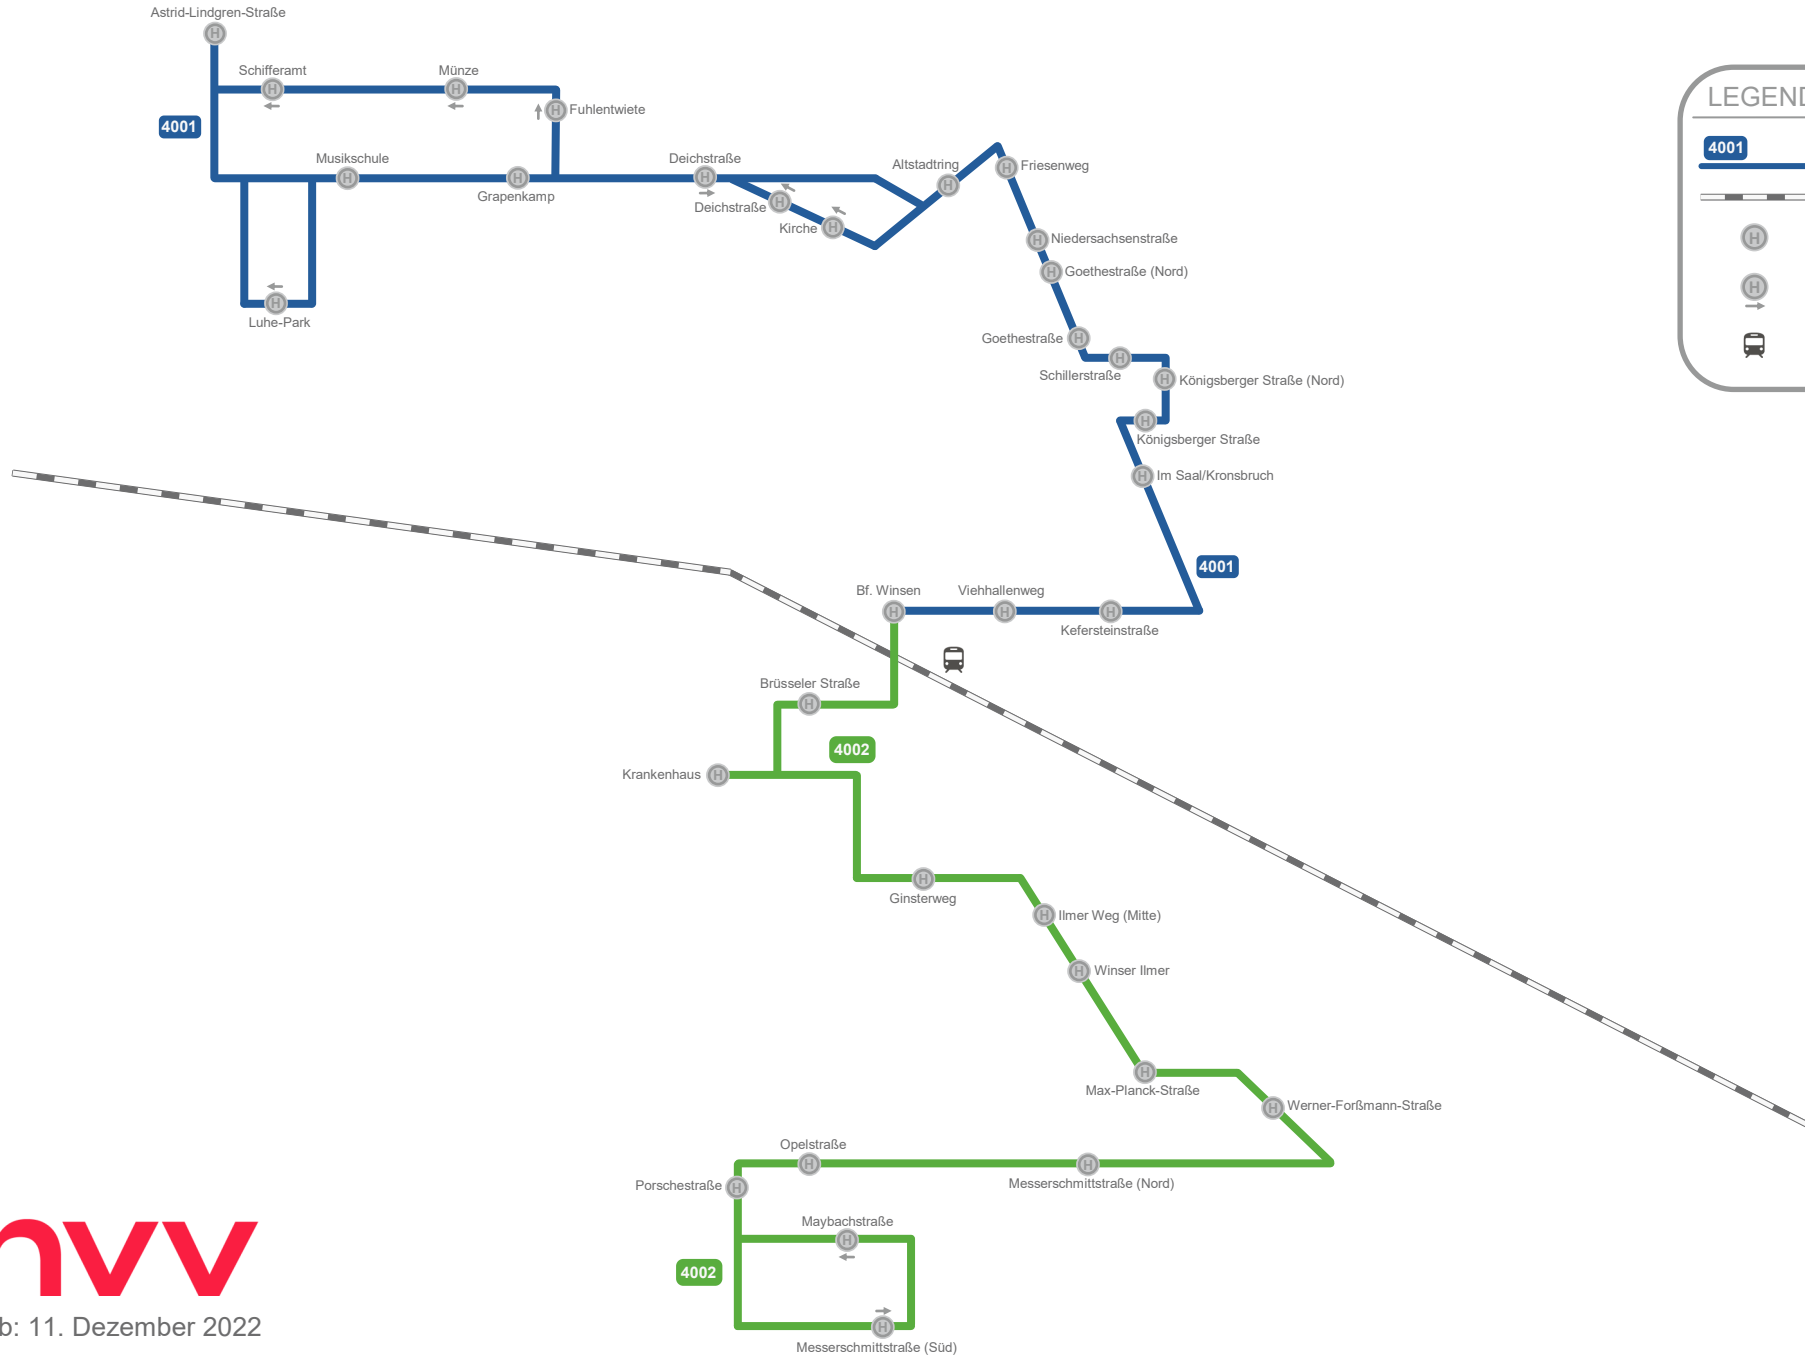 Astrid-Lindgren-Straße
H
Schifferamt
H
Münze
H
H Fuhlentwiete
4001
Musikschule
H
H
Grapenkamp
Deichstraße
H
Deichstraße H
Kirche H
Altstadtring
H
H Friesenweg
H
Luhe-Park
H Niedersachsenstraße
H Goethestraße (Nord)
Goethestraße H
H
Schillerstraße
H Königsberger Straße (Nord)
H
Königsberger Straße
H Im Saal/Kronsbruch
4001
Bf. Winsen
H
Viehhallenweg
H
H
Kefersteinstraße
LEGEND
4001
H
H
Brüsseler Straße
H
4002
Krankenhaus H
H
Ginsterweg
H Ilmer Weg (Mitte)
H Winser Ilmer
H
Max-Planck-Straße
H Werner-Forßmann-Straße
Opelstraße
H
H
Messerschmittstraße (Nord)
Porschestraße H
Maybachstraße
H
4002
H
Messerschmittstraße (Süd)
hvv
b: 11. Dezember 2022